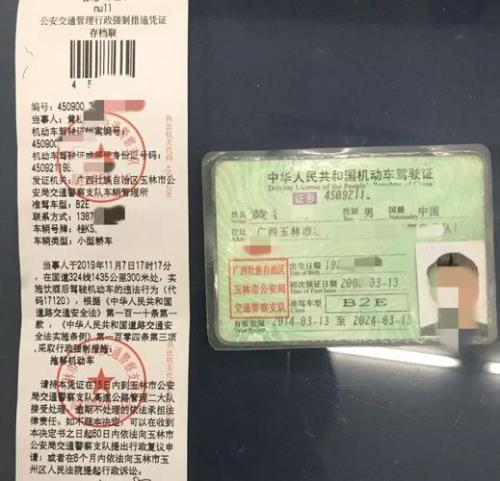 null
公安交通管理行政强制措施凭证
存档联
4 5
编号:450900
当事人:黄
机动车驾驶证档案编号:
450900
机动车驾驶证或居民身份证号码:
45092119
发证机关:广西壮族自治区玉林市公
安局交通警察支队车辆管理所
准驾车型:B2E
联系方式:1387
车辆牌号:桂KS
车辆类型:小型轿车
当事人于2019年11月7日17时17分
,在国道324线1435公里300米处,实
施饮酒后驾驶机动车的违法行为(代
码17120),根据《中华人民共和国
道路交通安全法》第一百一十条第一
款,《中华人民共和国道路交通安
全法实施条例》第一百零四条第三项
,采取行政强制措施:
拖移机动车
请持本凭证在15日内到玉林市公安
局交通警察支队高速公路管理二大队
接受处理。逾期不处理的依法承担法
律责任。如不服本决定,可以在收到
本决定书之日起60日内依法向玉林市
公安局交通警察支队提出行政复议申
请;或者在6个月内依法向玉林市玉
州区人民法院提起行政诉讼。
中华人民共和国机动车驾驶证
Driving License of the People's Republic of China
证号 4509211
姓名 黄 性别 男 国籍 中国
广西玉林市
广西壮族自治区
玉林市公安局
交通警察支队
出生日期 19
Date of Birth
初次领证日期 200 -03-13
Date of First Issue
准驾车型 B2E
Class
有效期限 2014-03-13 至 2024-03-13